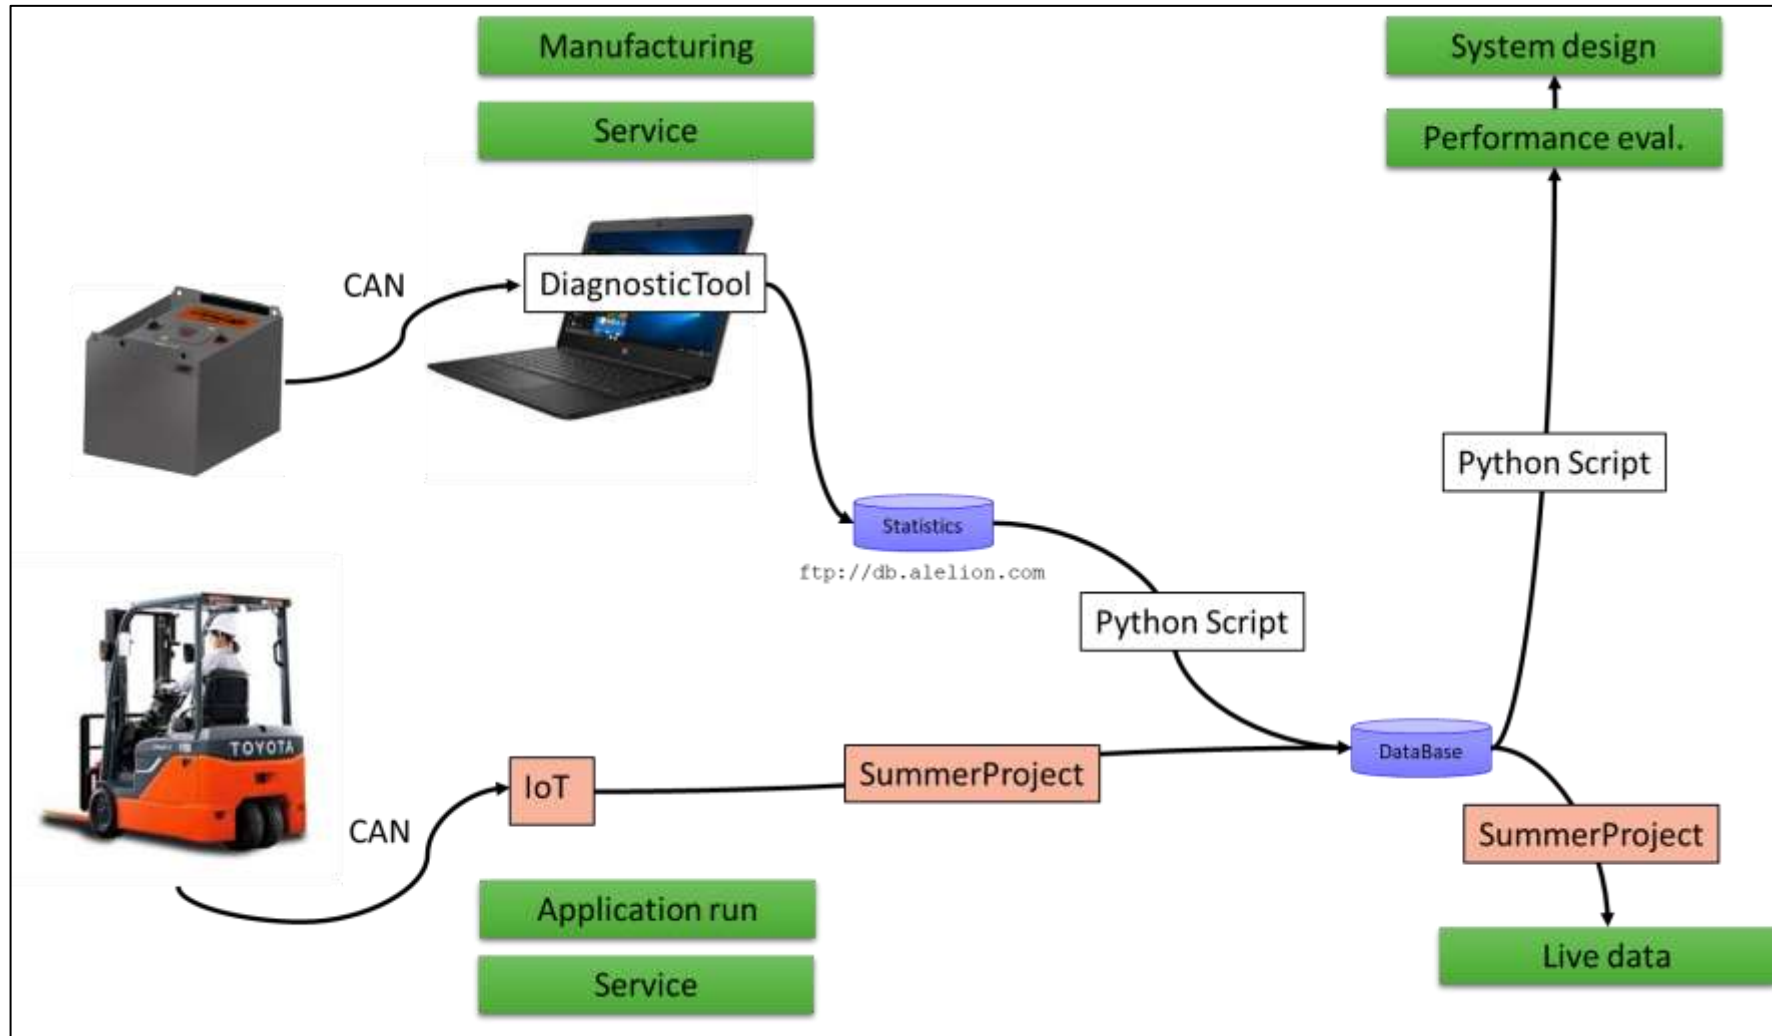 Manufacturing
System design
Service
Performance eval.
CAN
DiagnosticTool
Python Script
Statistics
ftp://db.alelion.com
Python Script
TOYOTA
DataBase
IoT
SummerProject
CAN
SummerProject
Application run
Live data
Service